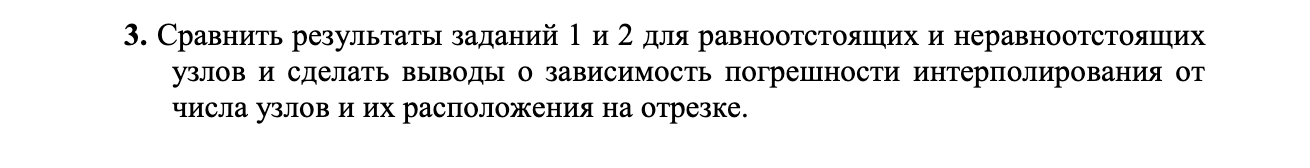 3. Сравнить результаты заданий 1 и 2 для равноотстоящих и неравноотстоящих
узлов и сделать выводы о зависимость погрешности интерполирования от
числа узлов и их расположения на отрезке.